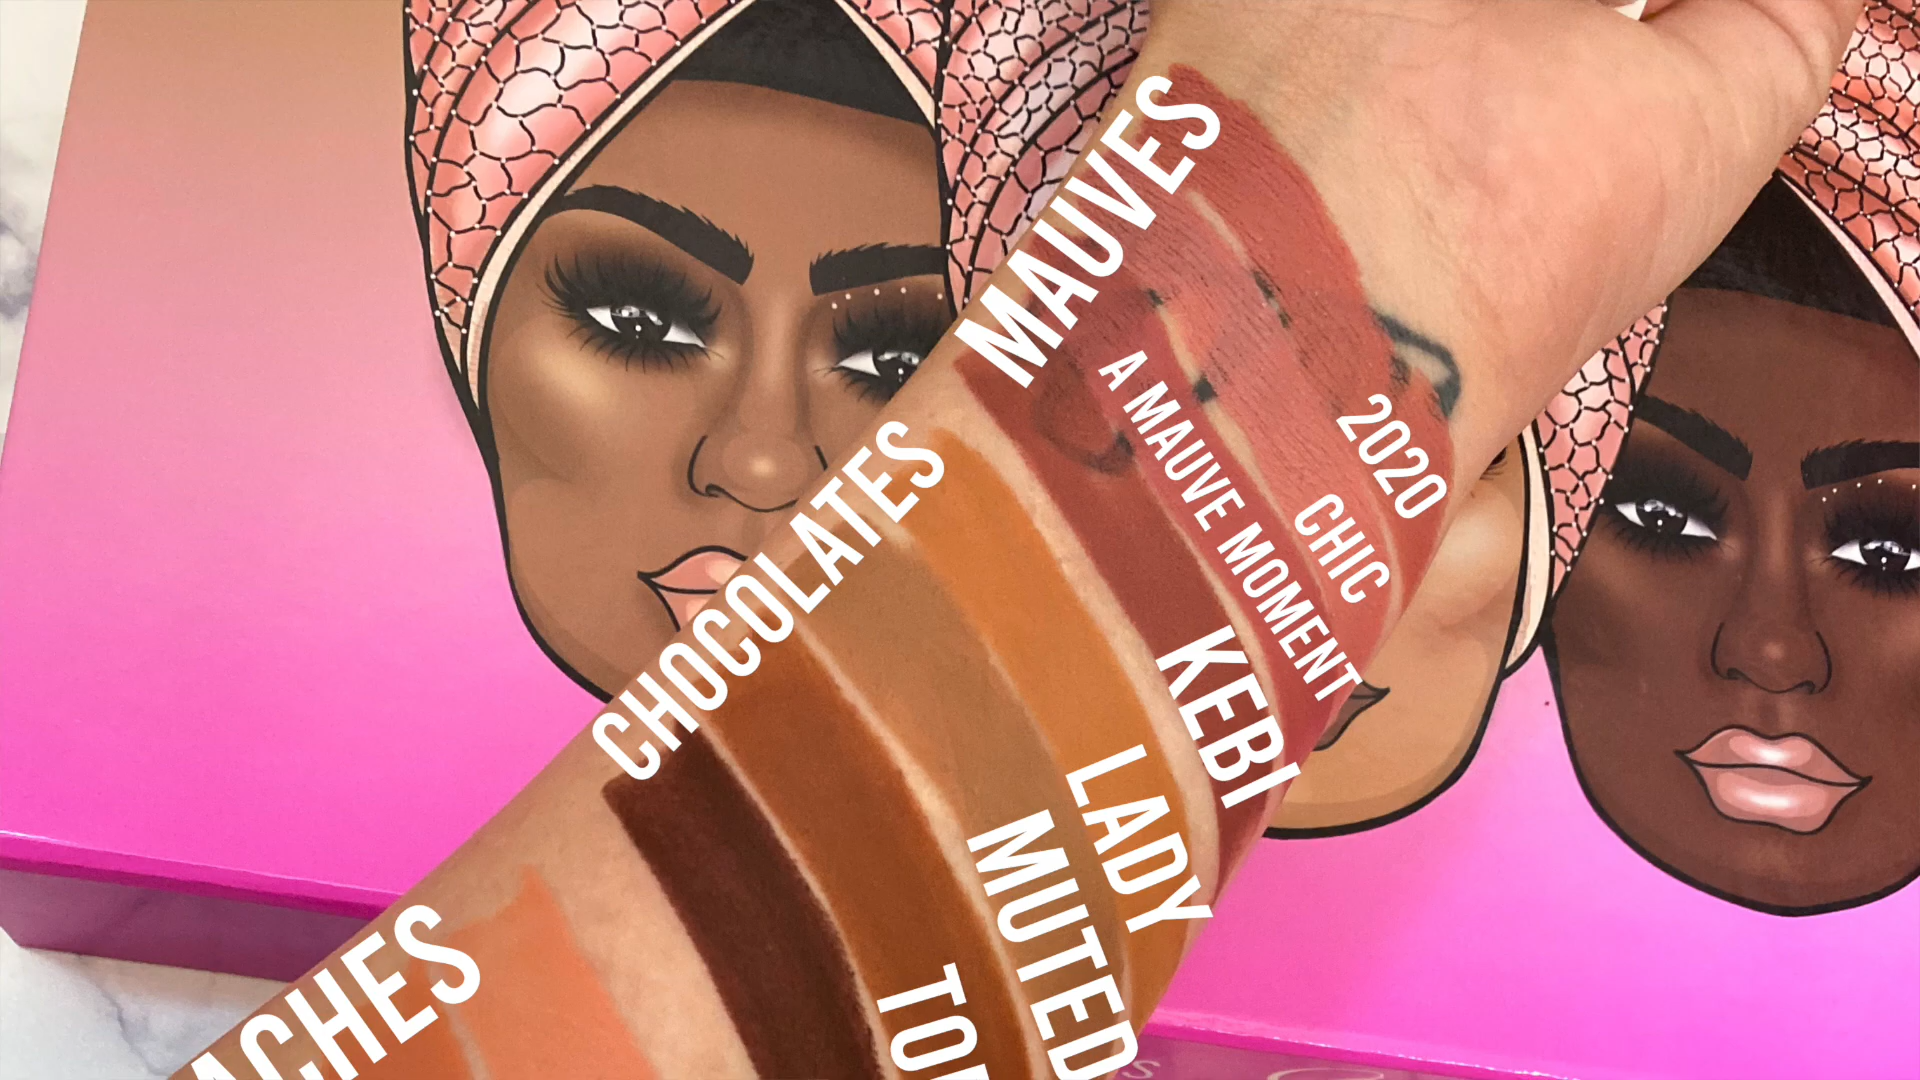 MAUVES
2020
CHIC
A MAUVE MOMENT
KEBI
CHOCOLATES
LADY
MUTED